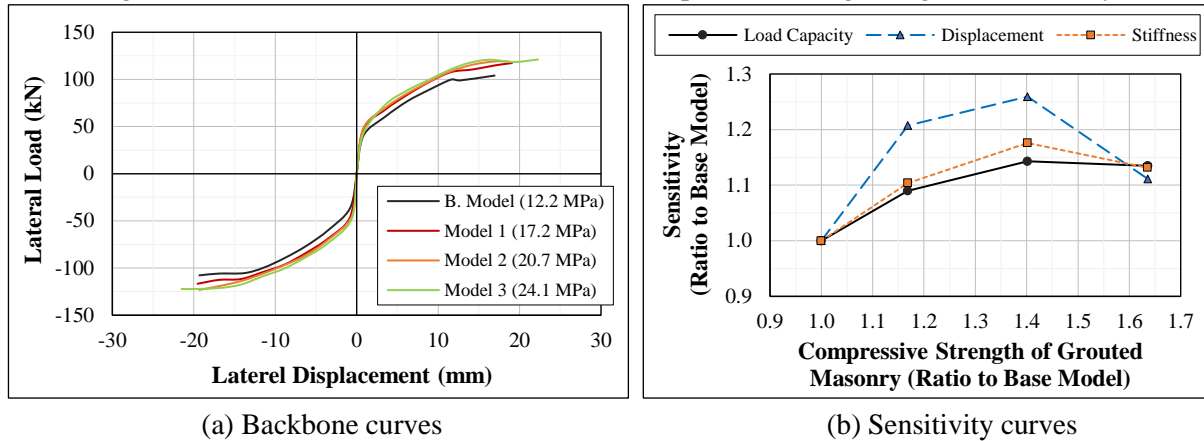 150
100
50
0
-50
-100
-150
-30
-20
-10
0
10
20
30
Lateral Load (kN)
Laterel Displacement (mm)
B. Model (12.2 MPa)
Model 1 (17.2 MPa)
Model 2 (20.7 MPa)
Model 3 (24.1 MPa)
(a) Backbone curves
Load Capacity
Displacement
Stiffness
1.3
1.2
1.1
1.0
0.9
0.9
1.0
1.1
1.2
1.3
1.4
1.5
1.6
1.7
Sensitivity
(Ratio to Base Model)
Compressive Strength of Grouted
Masonry (Ratio to Base Model)
(b) Sensitivity curves